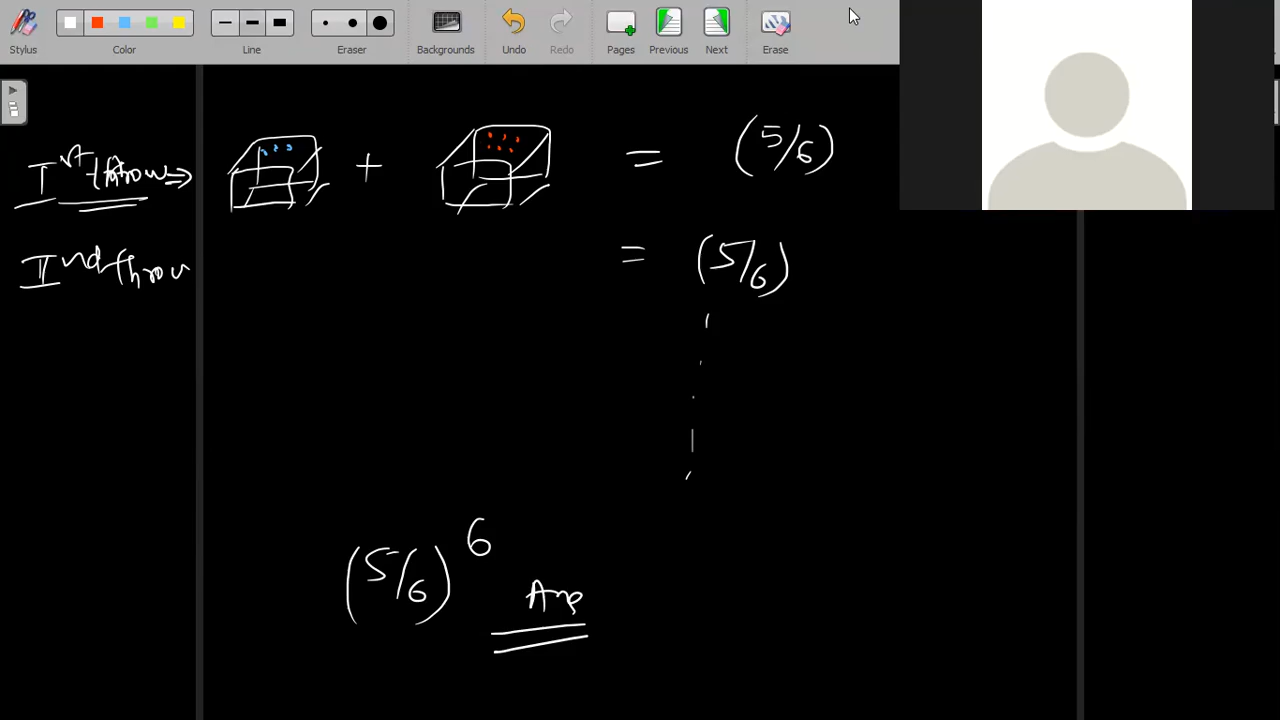 Stylus Color Line Eraser Backgrounds Undo Redo Pages Previous Next Erase
Ist throw ⇒ + = (5/6)
IInd throw = (5/6)
(5/6)^6 Ans